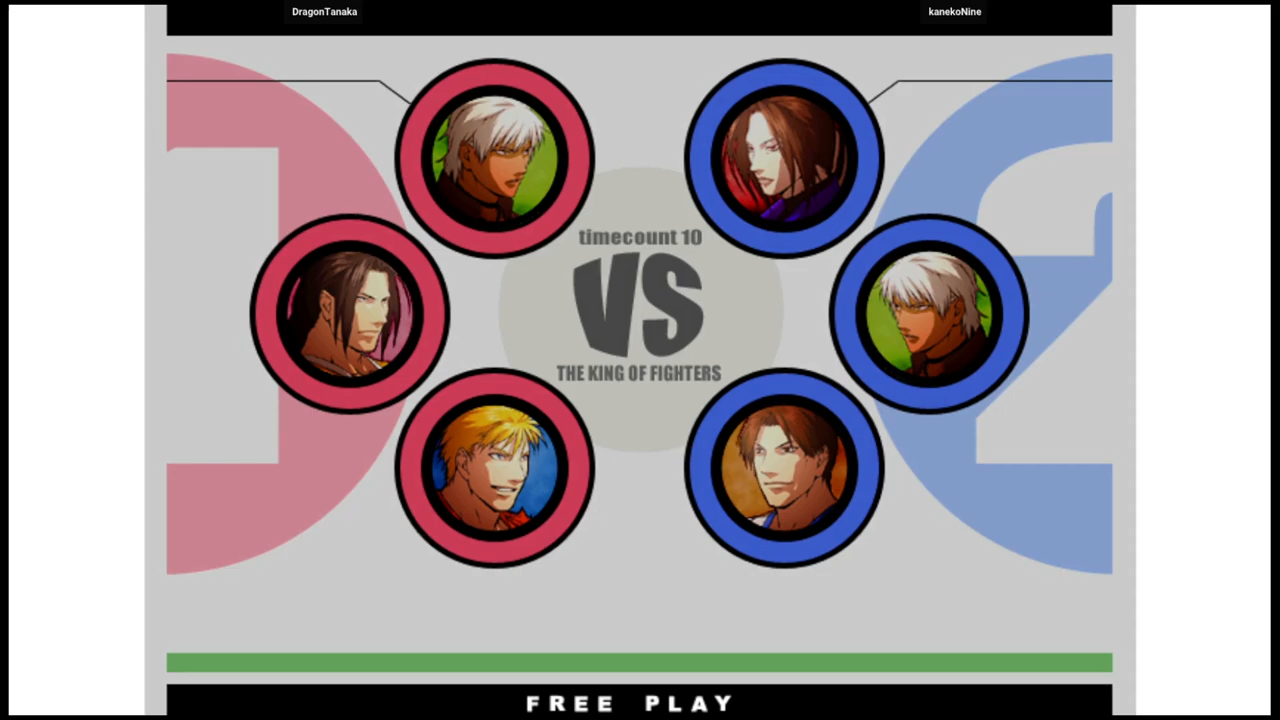 DragonTanaka
kanekoNine
timecount 10
VS
THE KING OF FIGHTERS
FREE PLAY